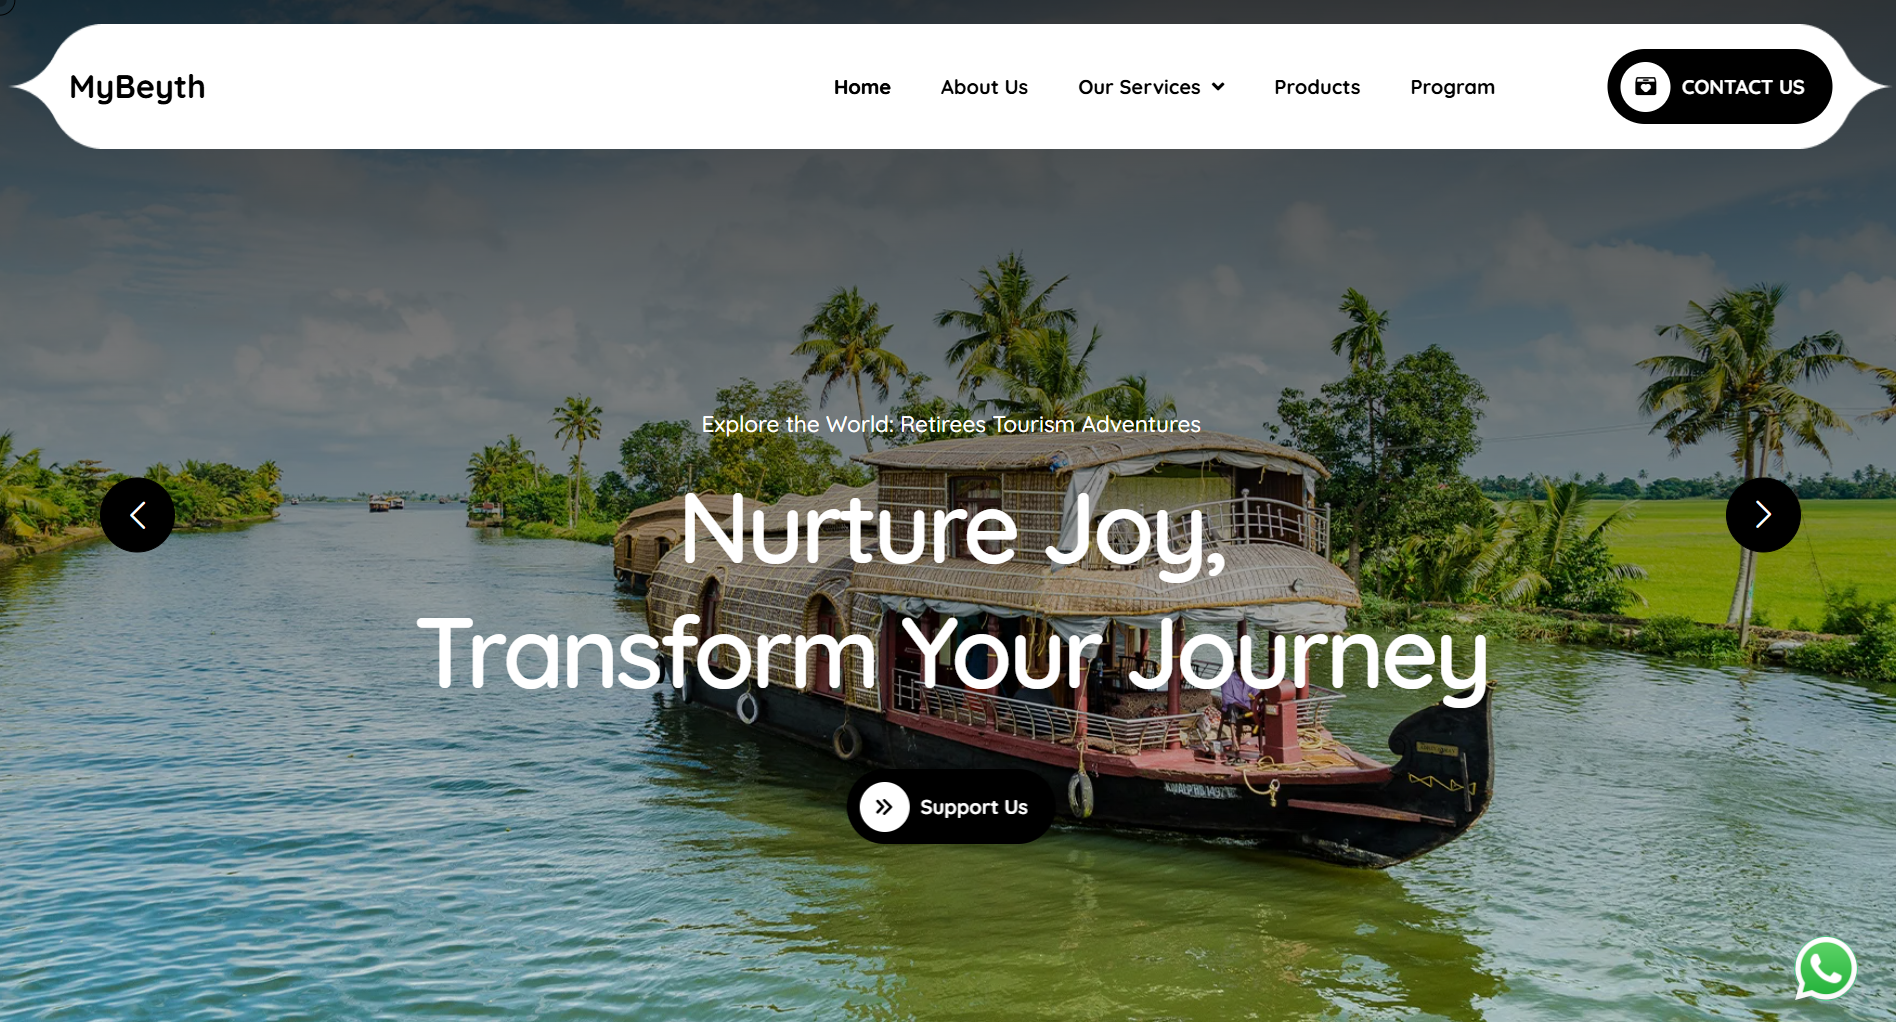 MyBeyth
Home
About Us
Our Services
Products
Program
CONTACT US
Explore the World: Retirees Tourism Adventures
Nurture Joy,
Transform Your Journey
Support Us